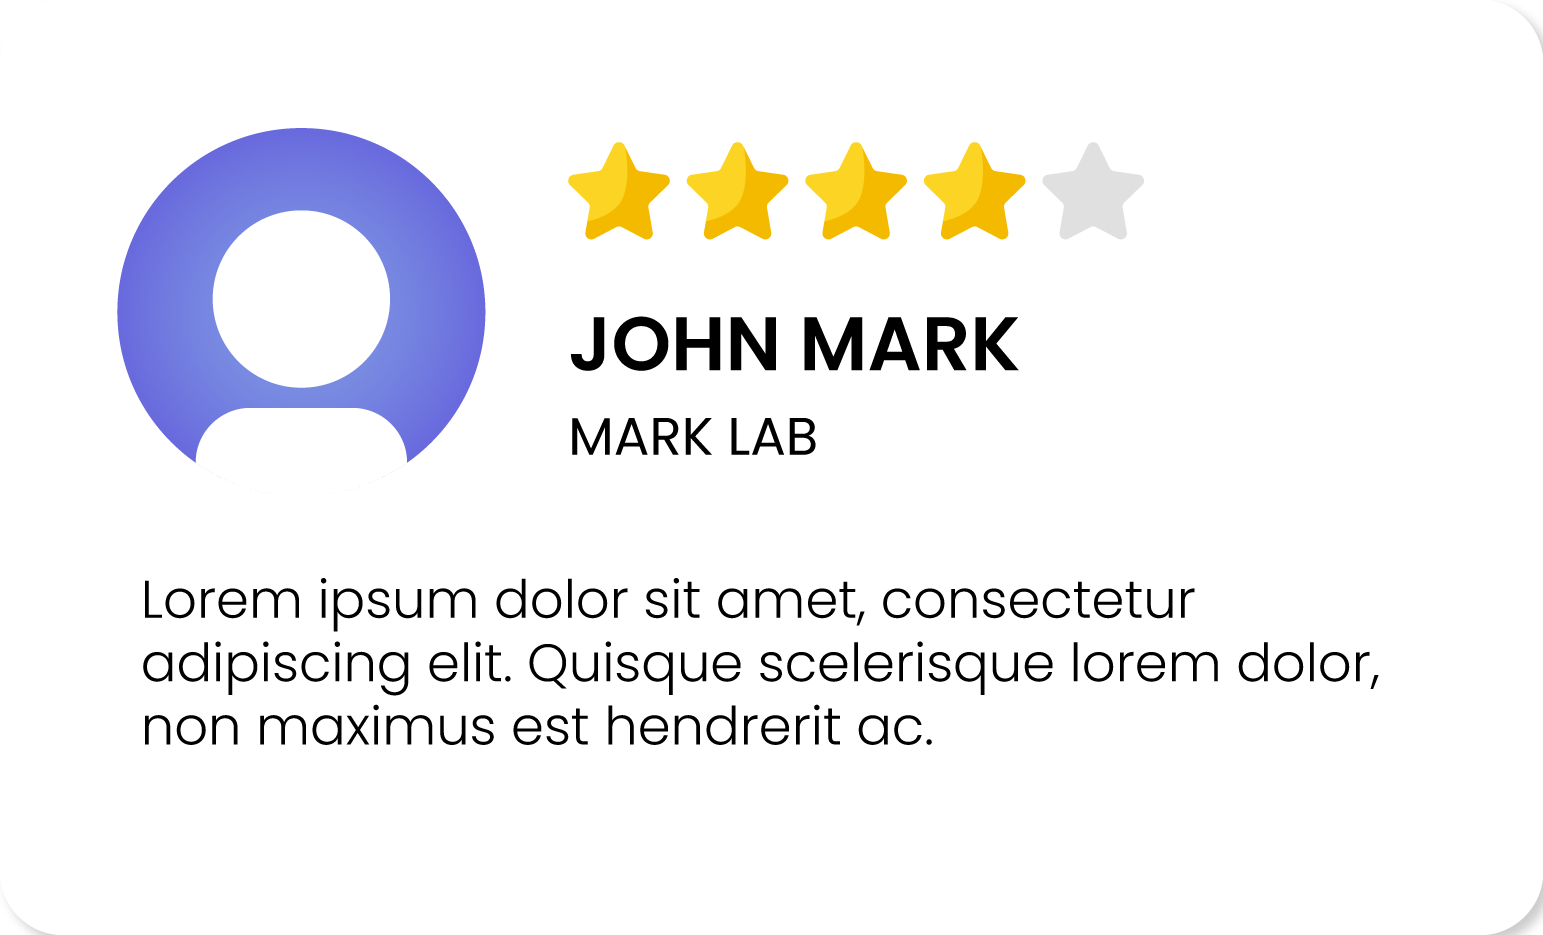 JOHN MARK
MARK LAB
Lorem ipsum dolor sit amet, consectetur
adipiscing elit. Quisque scelerisque lorem dolor,
non maximus est hendrerit ac.